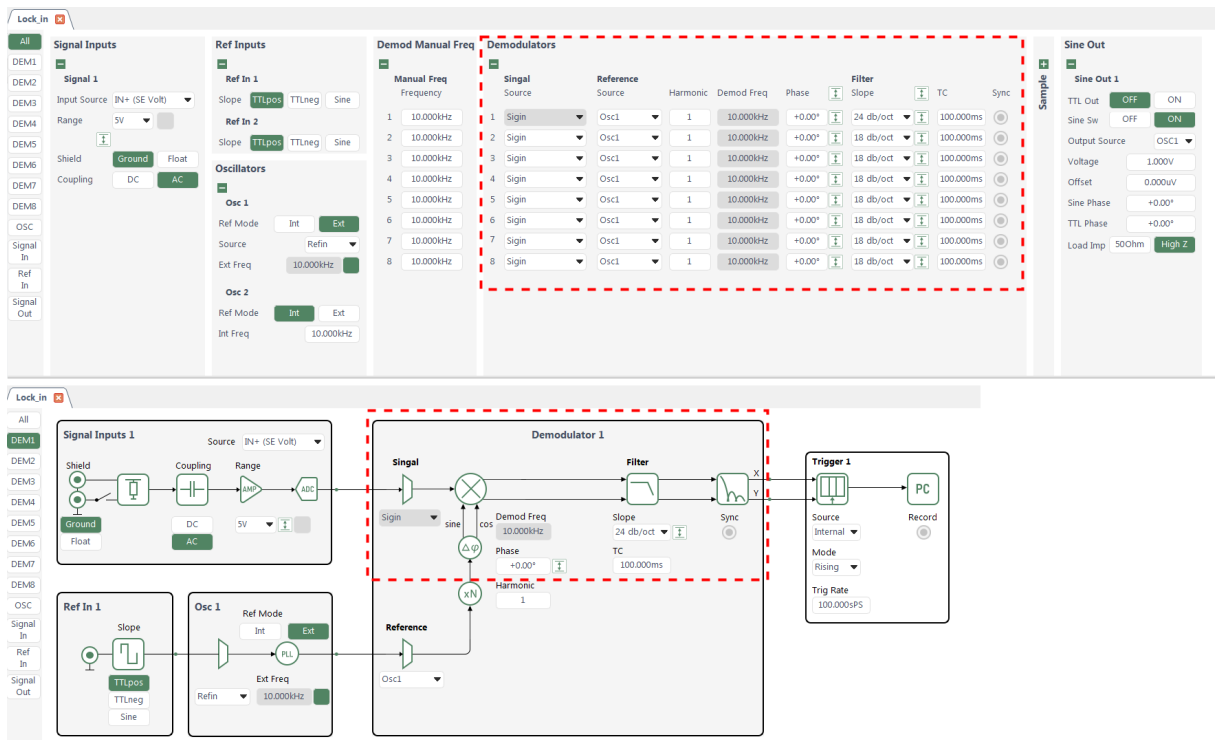 Lock_in
All
DEM1
DEM2
DEM3
DEM4
DEM5
DEM6
DEM7
DEM8
OSC
Signal
In
Ref
In
Signal
Out
Signal Inputs
Signal 1
Input Source IN+ (SE Volt)
Range 5V
Shield Ground Float
Coupling DC AC
Ref Inputs
Ref In 1
Slope TTLpos TTLneg Sine
Ref In 2
Slope TTLpos TTLneg Sine
Oscillators
Osc 1
Ref Mode Int Ext
Source Refin
Ext Freq 10.000kHz
Osc 2
Ref Mode Int Ext
Int Freq 10.000kHz
Demod Manual Freq
Manual Freq
Frequency
1 10.000kHz
2 10.000kHz
3 10.000kHz
4 10.000kHz
5 10.000kHz
6 10.000kHz
7 10.000kHz
8 10.000kHz
Demodulators
Singal Reference Filter
Source Source Harmonic Demod Freq Phase Slope TC Sync
1 Sigin Osc1 1 10.000kHz +0.00° 24 db/oct 100.000ms
2 Sigin Osc1 1 10.000kHz +0.00° 18 db/oct 100.000ms
3 Sigin Osc1 1 10.000kHz +0.00° 18 db/oct 100.000ms
4 Sigin Osc1 1 10.000kHz +0.00° 18 db/oct 100.000ms
5 Sigin Osc1 1 10.000kHz +0.00° 18 db/oct 100.000ms
6 Sigin Osc1 1 10.000kHz +0.00° 18 db/oct 100.000ms
7 Sigin Osc1 1 10.000kHz +0.00° 18 db/oct 100.000ms
8 Sigin Osc1 1 10.000kHz +0.00° 18 db/oct 100.000ms
Sample
Sine Out
Sine Out 1
TTL Out OFF ON
Sine Sw OFF ON
Output Source OSC1
Voltage 1.000V
Offset 0.000uV
Sine Phase +0.00°
TTL Phase +0.00°
Load Imp 50Ohm High Z
Lock_in
All
DEM1
DEM2
DEM3
DEM4
DEM5
DEM6
DEM7
DEM8
OSC
Signal
In
Ref
In
Signal
Out
Signal Inputs 1
Source IN+ (SE Volt)
Shield Coupling Range
AMP ADC
Ground DC 5V
Float AC
Ref In 1
Slope
TTLpos
TTLneg
Sine
Osc 1
Ref Mode
Int Ext
PLL
Ext Freq
Refin 10.000kHz
Demodulator 1
Singal Filter
X
Y
Sigin sine cos
Demod Freq
10.000kHz
Slope
24 db/oct
Sync
Δφ
Phase
+0.00°
TC
100.000ms
xN
Harmonic
1
Reference
Osc1
Trigger 1
PC
Source Record
Internal
Mode
Rising
Trig Rate
100.000sPS